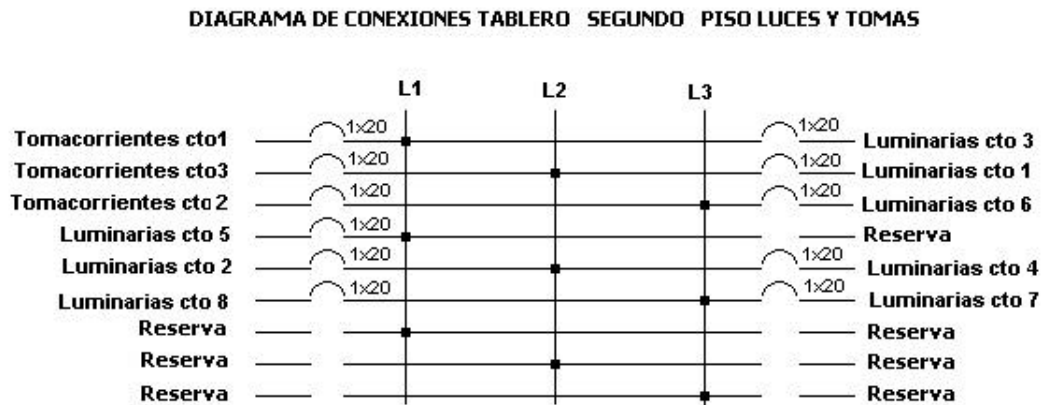 DIAGRAMA DE CONEXIONES TABLERO SEGUNDO PISO LUCES Y TOMAS
L1 L2 L3
Tomacorrientes cto1 1x20 1x20 Luminarias cto 3
Tomacorrientes cto3 1x20 1x20 Luminarias cto 1
Tomacorrientes cto 2 1x20 1x20 Luminarias cto 6
Luminarias cto 5 1x20 Reserva
Luminarias cto 2 1x20 1x20 Luminarias cto 4
Luminarias cto 8 1x20 1x20 Luminarias cto 7
Reserva Reserva
Reserva Reserva
Reserva Reserva